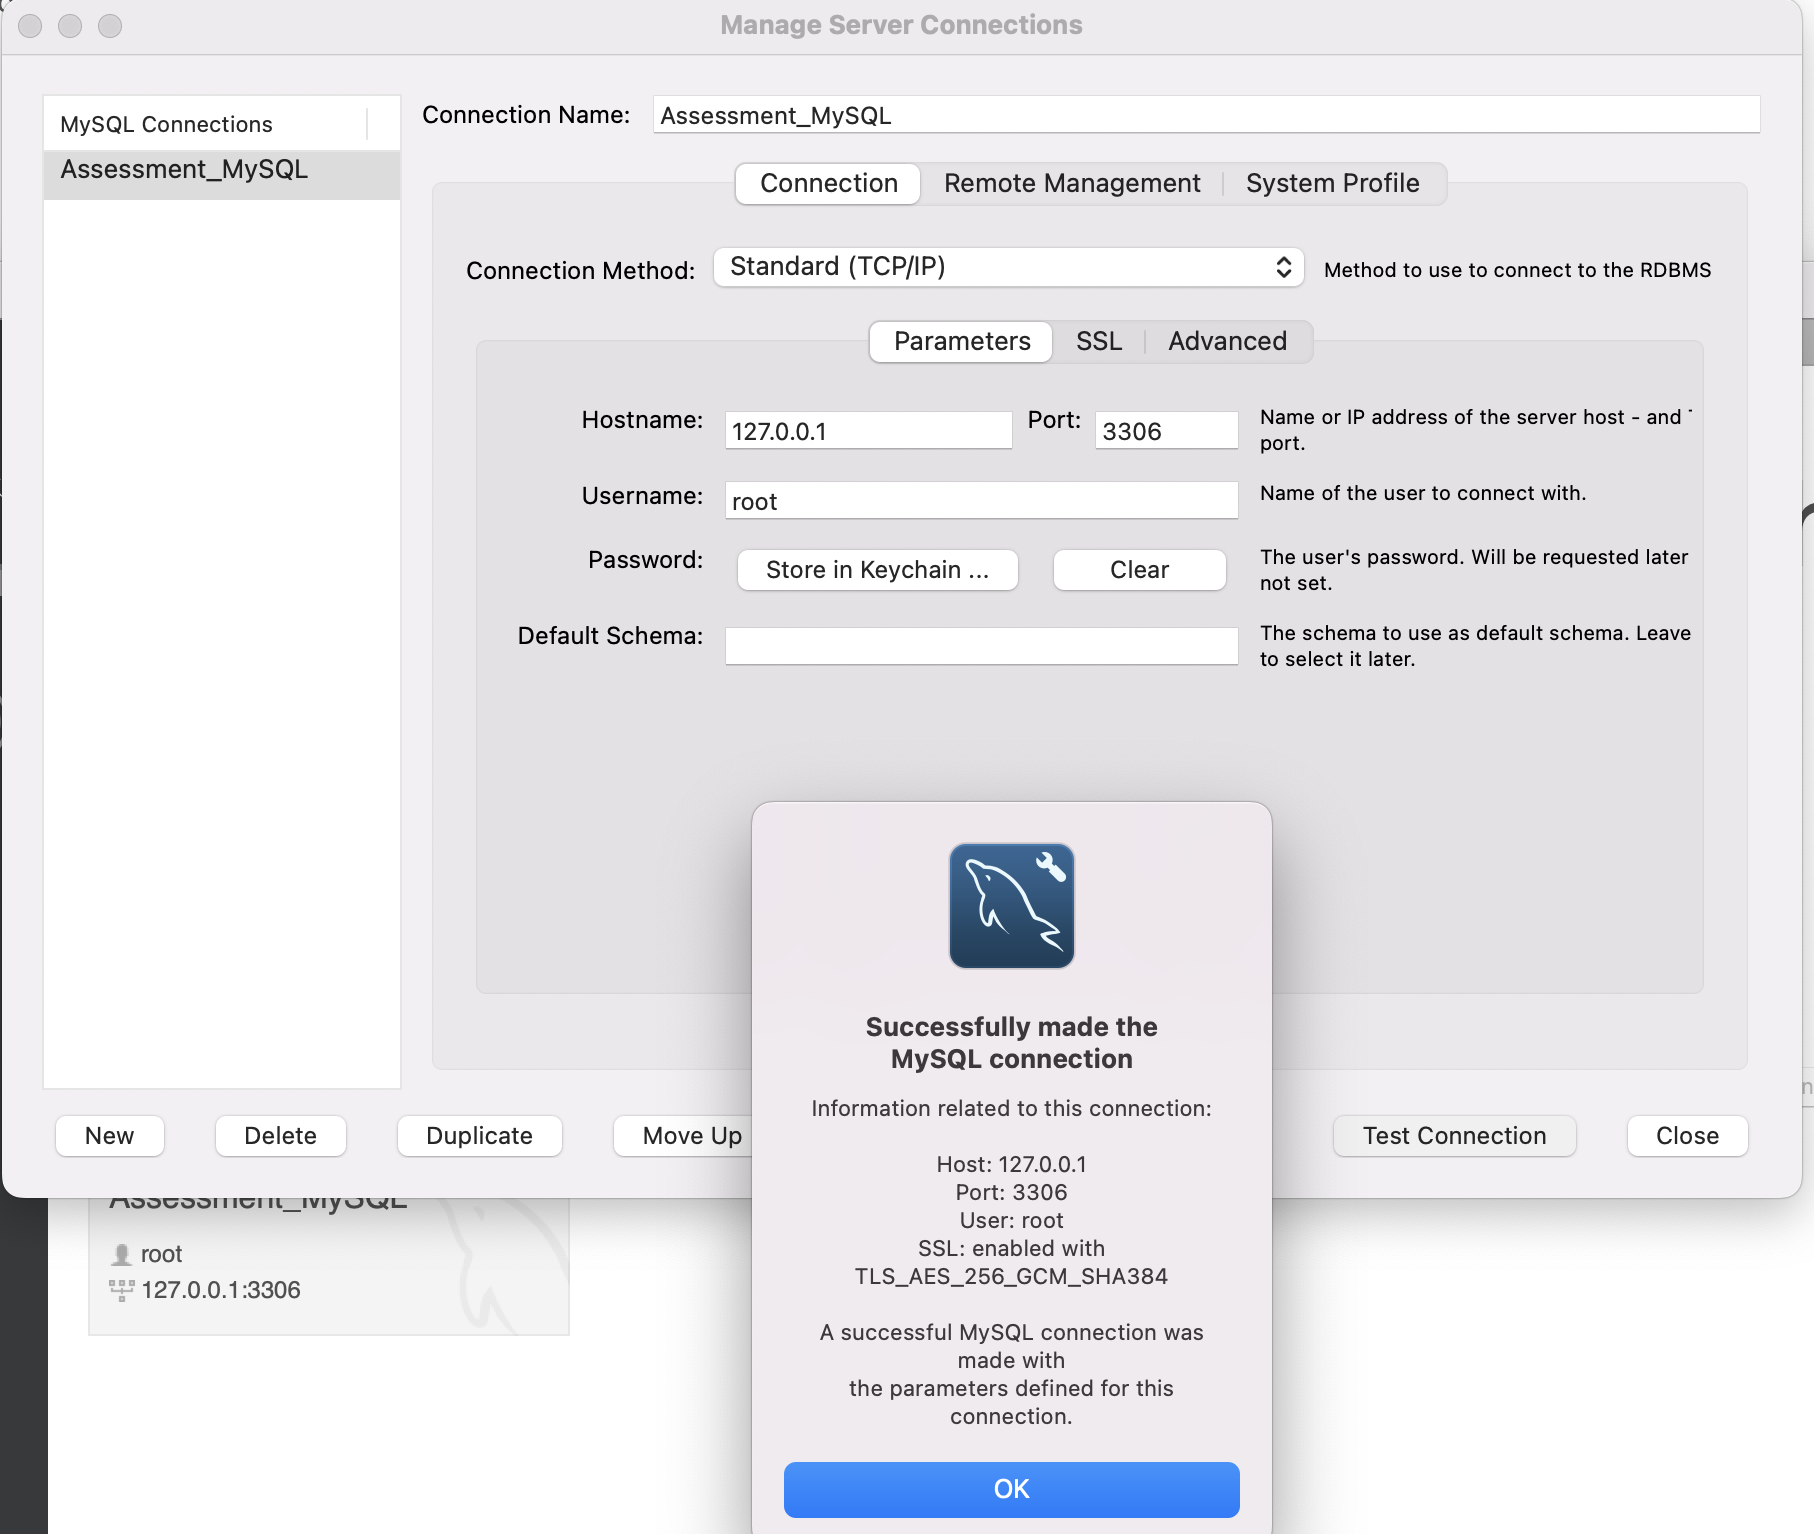 Manage Server Connections
MySQL Connections
Assessment_MySQL
Connection Name: Assessment_MySQL
Connection Remote Management System Profile
Connection Method: Standard (TCP/IP) Method to use to connect to the RDBMS
Parameters SSL Advanced
Hostname: 127.0.0.1 Port: 3306 Name or IP address of the server host - and
port.
Username: root Name of the user to connect with.
Password: Store in Keychain ... Clear The user's password. Will be requested later
not set.
Default Schema: The schema to use as default schema. Leave
to select it later.
Successfully made the
MySQL connection
Information related to this connection:
Host: 127.0.0.1
Port: 3306
User: root
SSL: enabled with
TLS_AES_256_GCM_SHA384
A successful MySQL connection was
made with
the parameters defined for this
connection.
OK
New Delete Duplicate Move Up Test Connection Close
Assessment_MySQL
root
127.0.0.1:3306